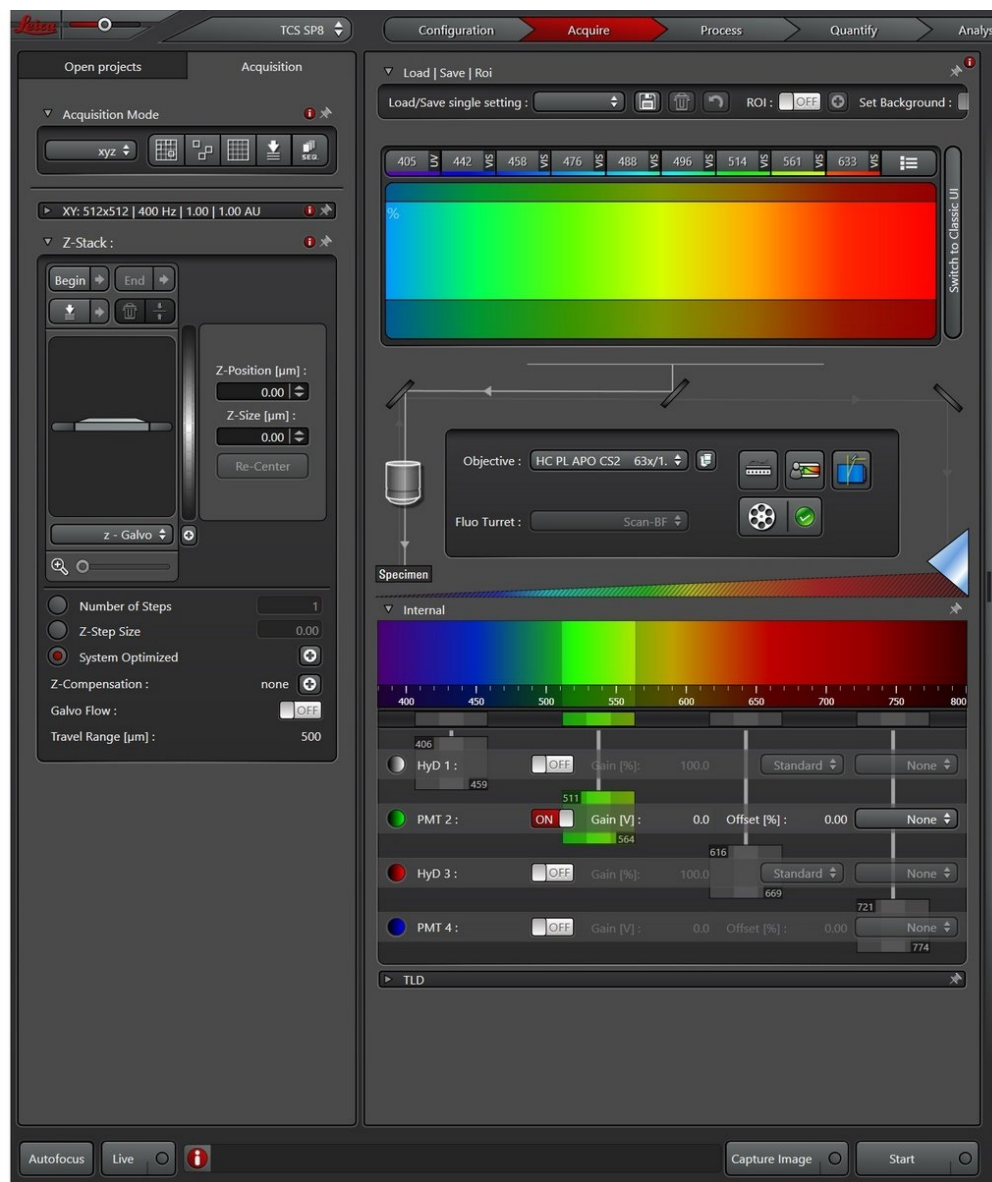 Leica
TCS SP8
Configuration
Acquire
Process
Quantify
Analys
Open projects
Acquisition
Acquisition Mode
xyz
SEQ.
XY: 512x512 | 400 Hz | 1.00 | 1.00 AU
Z-Stack :
Begin
End
Z-Position [µm] :
0.00
Z-Size [µm] :
0.00
Re-Center
z - Galvo
Number of Steps
1
Z-Step Size
0.00
System Optimized
Z-Compensation :
none
Galvo Flow :
OFF
Travel Range [µm] :
500
Load | Save | Roi
Load/Save single setting :
ROI :
OFF
Set Background :
405 UV 442 VIS 458 VIS 476 VIS 488 VIS 496 VIS 514 VIS 561 VIS 633 VIS
%
Switch to Classic UI
Objective :
HC PL APO CS2 63x/1.
Fluo Turret :
Scan-BF
Specimen
Internal
400 450 500 550 600 650 700 750 800
406
HyD 1 :
OFF
Gain [%]:
100.0
Standard
None
459
511
PMT 2 :
ON
Gain [V] :
0.0
Offset [%] :
0.00
None
564
616
HyD 3 :
OFF
Gain [%]:
100.0
Standard
None
669
721
PMT 4 :
OFF
Gain [V] :
0.0
Offset [%] :
0.00
None
774
TLD
Autofocus
Live
Capture Image
Start